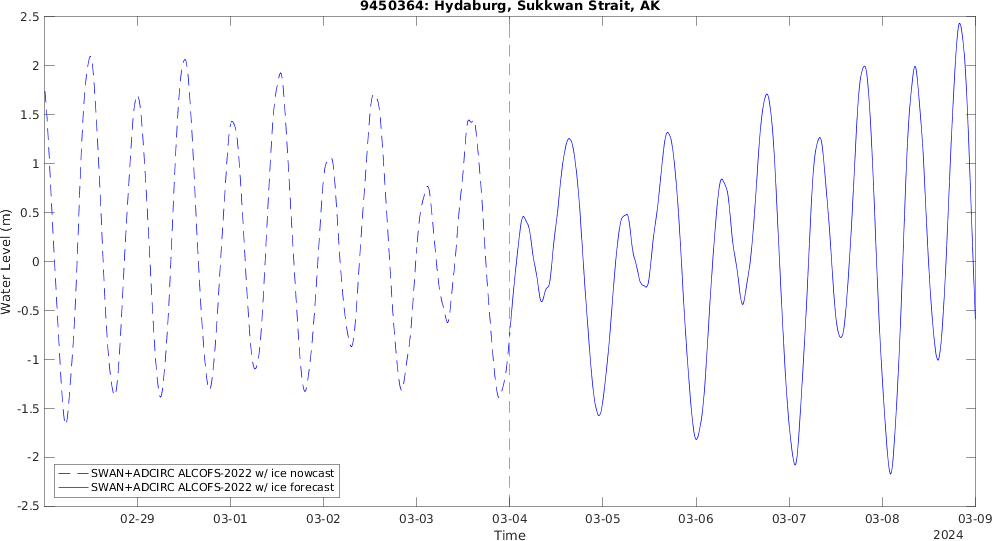 9450364: Hydaburg, Sukkwan Strait, AK
2.5
2
1.5
1
0.5
0
-0.5
-1
-1.5
-2
-2.5
Water Level (m)
SWAN+ADCIRC ALCOFS-2022 w/ ice nowcast
SWAN+ADCIRC ALCOFS-2022 w/ ice forecast
02-29 03-01 03-02 03-03 03-04 03-05 03-06 03-07 03-08 03-09
Time
2024